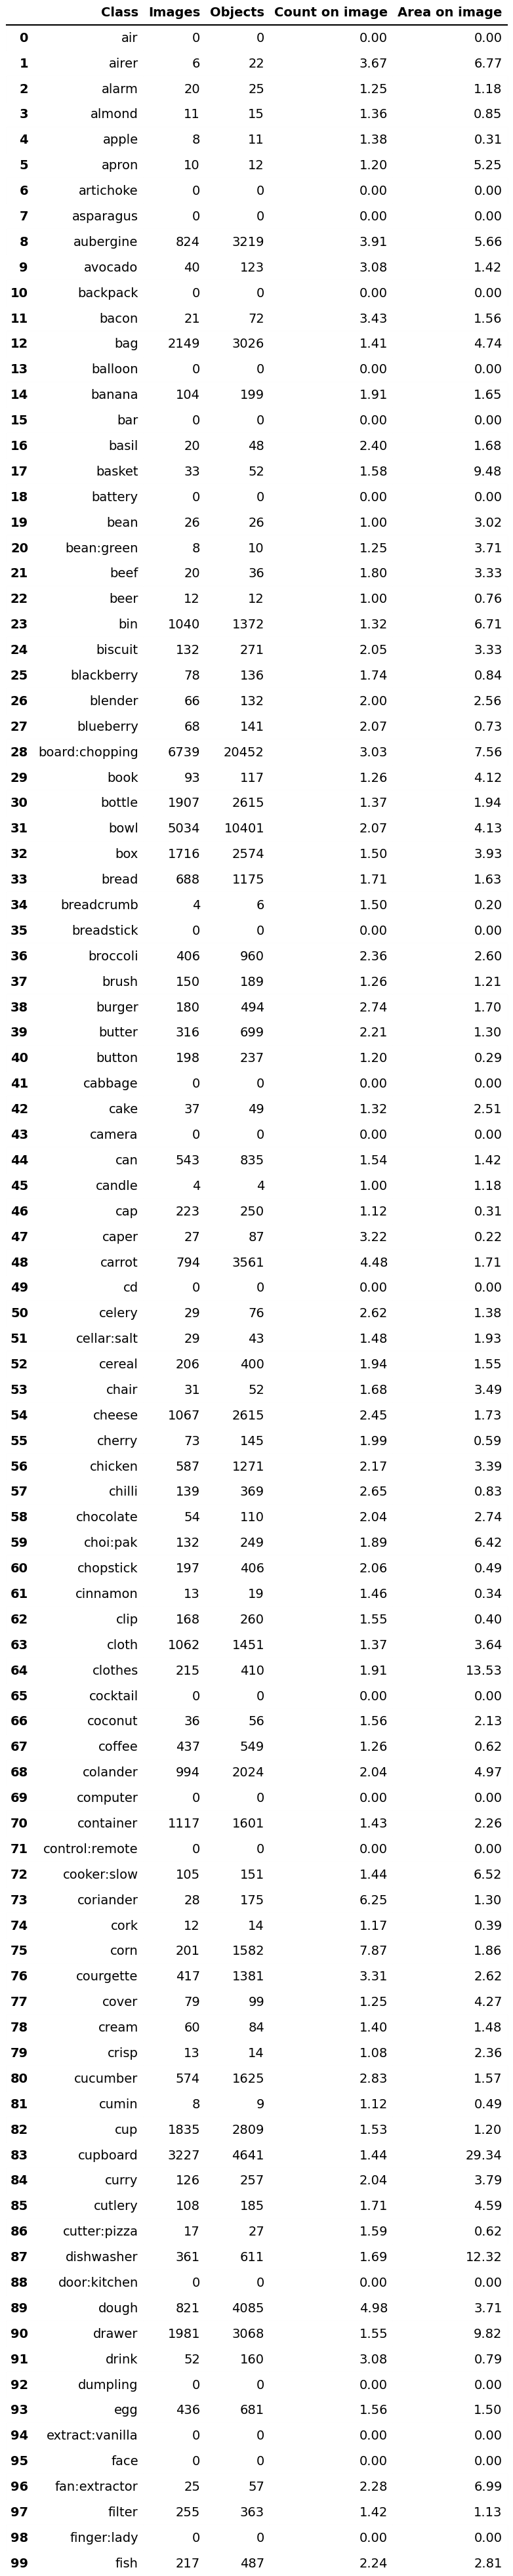 Class Images Objects Count on image Area on image
0 air 0 0 0.00 0.00
1 airer 6 22 3.67 6.77
2 alarm 20 25 1.25 1.18
3 almond 11 15 1.36 0.85
4 apple 8 11 1.38 0.31
5 apron 10 12 1.20 5.25
6 artichoke 0 0 0.00 0.00
7 asparagus 0 0 0.00 0.00
8 aubergine 824 3219 3.91 5.66
9 avocado 40 123 3.08 1.42
10 backpack 0 0 0.00 0.00
11 bacon 21 72 3.43 1.56
12 bag 2149 3026 1.41 4.74
13 balloon 0 0 0.00 0.00
14 banana 104 199 1.91 1.65
15 bar 0 0 0.00 0.00
16 basil 20 48 2.40 1.68
17 basket 33 52 1.58 9.48
18 battery 0 0 0.00 0.00
19 bean 26 26 1.00 3.02
20 bean:green 8 10 1.25 3.71
21 beef 20 36 1.80 3.33
22 beer 12 12 1.00 0.76
23 bin 1040 1372 1.32 6.71
24 biscuit 132 271 2.05 3.33
25 blackberry 78 136 1.74 0.84
26 blender 66 132 2.00 2.56
27 blueberry 68 141 2.07 0.73
28 board:chopping 6739 20452 3.03 7.56
29 book 93 117 1.26 4.12
30 bottle 1907 2615 1.37 1.94
31 bowl 5034 10401 2.07 4.13
32 box 1716 2574 1.50 3.93
33 bread 688 1175 1.71 1.63
34 breadcrumb 4 6 1.50 0.20
35 breadstick 0 0 0.00 0.00
36 broccoli 406 960 2.36 2.60
37 brush 150 189 1.26 1.21
38 burger 180 494 2.74 1.70
39 butter 316 699 2.21 1.30
40 button 198 237 1.20 0.29
41 cabbage 0 0 0.00 0.00
42 cake 37 49 1.32 2.51
43 camera 0 0 0.00 0.00
44 can 543 835 1.54 1.42
45 candle 4 4 1.00 1.18
46 cap 223 250 1.12 0.31
47 caper 27 87 3.22 0.22
48 carrot 794 3561 4.48 1.71
49 cd 0 0 0.00 0.00
50 celery 29 76 2.62 1.38
51 cellar:salt 29 43 1.48 1.93
52 cereal 206 400 1.94 1.55
53 chair 31 52 1.68 3.49
54 cheese 1067 2615 2.45 1.73
55 cherry 73 145 1.99 0.59
56 chicken 587 1271 2.17 3.39
57 chilli 139 369 2.65 0.83
58 chocolate 54 110 2.04 2.74
59 choi:pak 132 249 1.89 6.42
60 chopstick 197 406 2.06 0.49
61 cinnamon 13 19 1.46 0.34
62 clip 168 260 1.55 0.40
63 cloth 1062 1451 1.37 3.64
64 clothes 215 410 1.91 13.53
65 cocktail 0 0 0.00 0.00
66 coconut 36 56 1.56 2.13
67 coffee 437 549 1.26 0.62
68 colander 994 2024 2.04 4.97
69 computer 0 0 0.00 0.00
70 container 1117 1601 1.43 2.26
71 control:remote 0 0 0.00 0.00
72 cooker:slow 105 151 1.44 6.52
73 coriander 28 175 6.25 1.30
74 cork 12 14 1.17 0.39
75 corn 201 1582 7.87 1.86
76 courgette 417 1381 3.31 2.62
77 cover 79 99 1.25 4.27
78 cream 60 84 1.40 1.48
79 crisp 13 14 1.08 2.36
80 cucumber 574 1625 2.83 1.57
81 cumin 8 9 1.12 0.49
82 cup 1835 2809 1.53 1.20
83 cupboard 3227 4641 1.44 29.34
84 curry 126 257 2.04 3.79
85 cutlery 108 185 1.71 4.59
86 cutter:pizza 17 27 1.59 0.62
87 dishwasher 361 611 1.69 12.32
88 door:kitchen 0 0 0.00 0.00
89 dough 821 4085 4.98 3.71
90 drawer 1981 3068 1.55 9.82
91 drink 52 160 3.08 0.79
92 dumpling 0 0 0.00 0.00
93 egg 436 681 1.56 1.50
94 extract:vanilla 0 0 0.00 0.00
95 face 0 0 0.00 0.00
96 fan:extractor 25 57 2.28 6.99
97 filter 255 363 1.42 1.13
98 finger:lady 0 0 0.00 0.00
99 fish 217 487 2.24 2.81